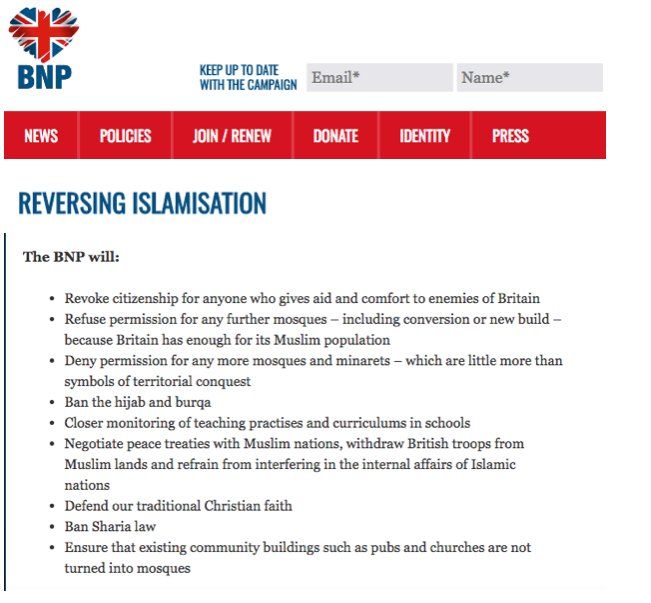 BNP
KEEP UP TO DATE
WITH THE CAMPAIGN
Email*
Name*
NEWS
POLICIES
JOIN / RENEW
DONATE
IDENTITY
PRESS
REVERSING ISLAMISATION
The BNP will:
• Revoke citizenship for anyone who gives aid and comfort to enemies of Britain
• Refuse permission for any further mosques – including conversion or new build –
because Britain has enough for its Muslim population
• Deny permission for any more mosques and minarets – which are little more than
symbols of territorial conquest
• Ban the hijab and burqa
• Closer monitoring of teaching practises and curriculums in schools
• Negotiate peace treaties with Muslim nations, withdraw British troops from
Muslim lands and refrain from interfering in the internal affairs of Islamic
nations
• Defend our traditional Christian faith
• Ban Sharia law
• Ensure that existing community buildings such as pubs and churches are not
turned into mosques